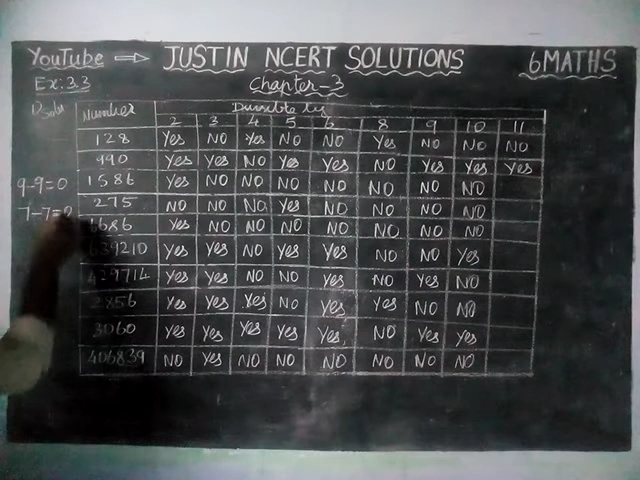 YouTube ⇒ JUSTIN NCERT SOLUTIONS 6MATHS
Ex:3.3 Chapter-3
1) Soln Number Divisible by
2 3 4 5 6 8 9 10 11
128 Yes NO Yes NO NO Yes NO NO NO
990 Yes Yes NO Yes Yes NO Yes Yes Yes
9-9=0 1586 Yes NO NO NO NO NO NO NO
7-7=0 275 NO NO NO Yes NO NO NO NO
6686 Yes NO NO NO NO NO NO NO
639210 Yes Yes NO Yes Yes NO NO Yes
429714 Yes Yes NO NO Yes NO Yes NO
2856 Yes Yes Yes NO Yes Yes NO NO
3060 Yes Yes Yes Yes Yes, NO Yes Yes
406839 NO Yes NO NO NO NO NO NO